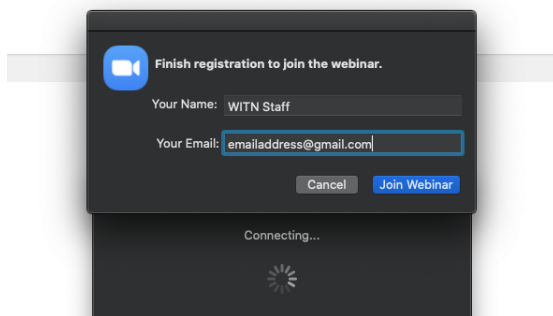 Finish registration to join the webinar.
Your Name: WITN Staff
Your Email: emailaddress@gmail.com
Cancel Join Webinar
Connecting...